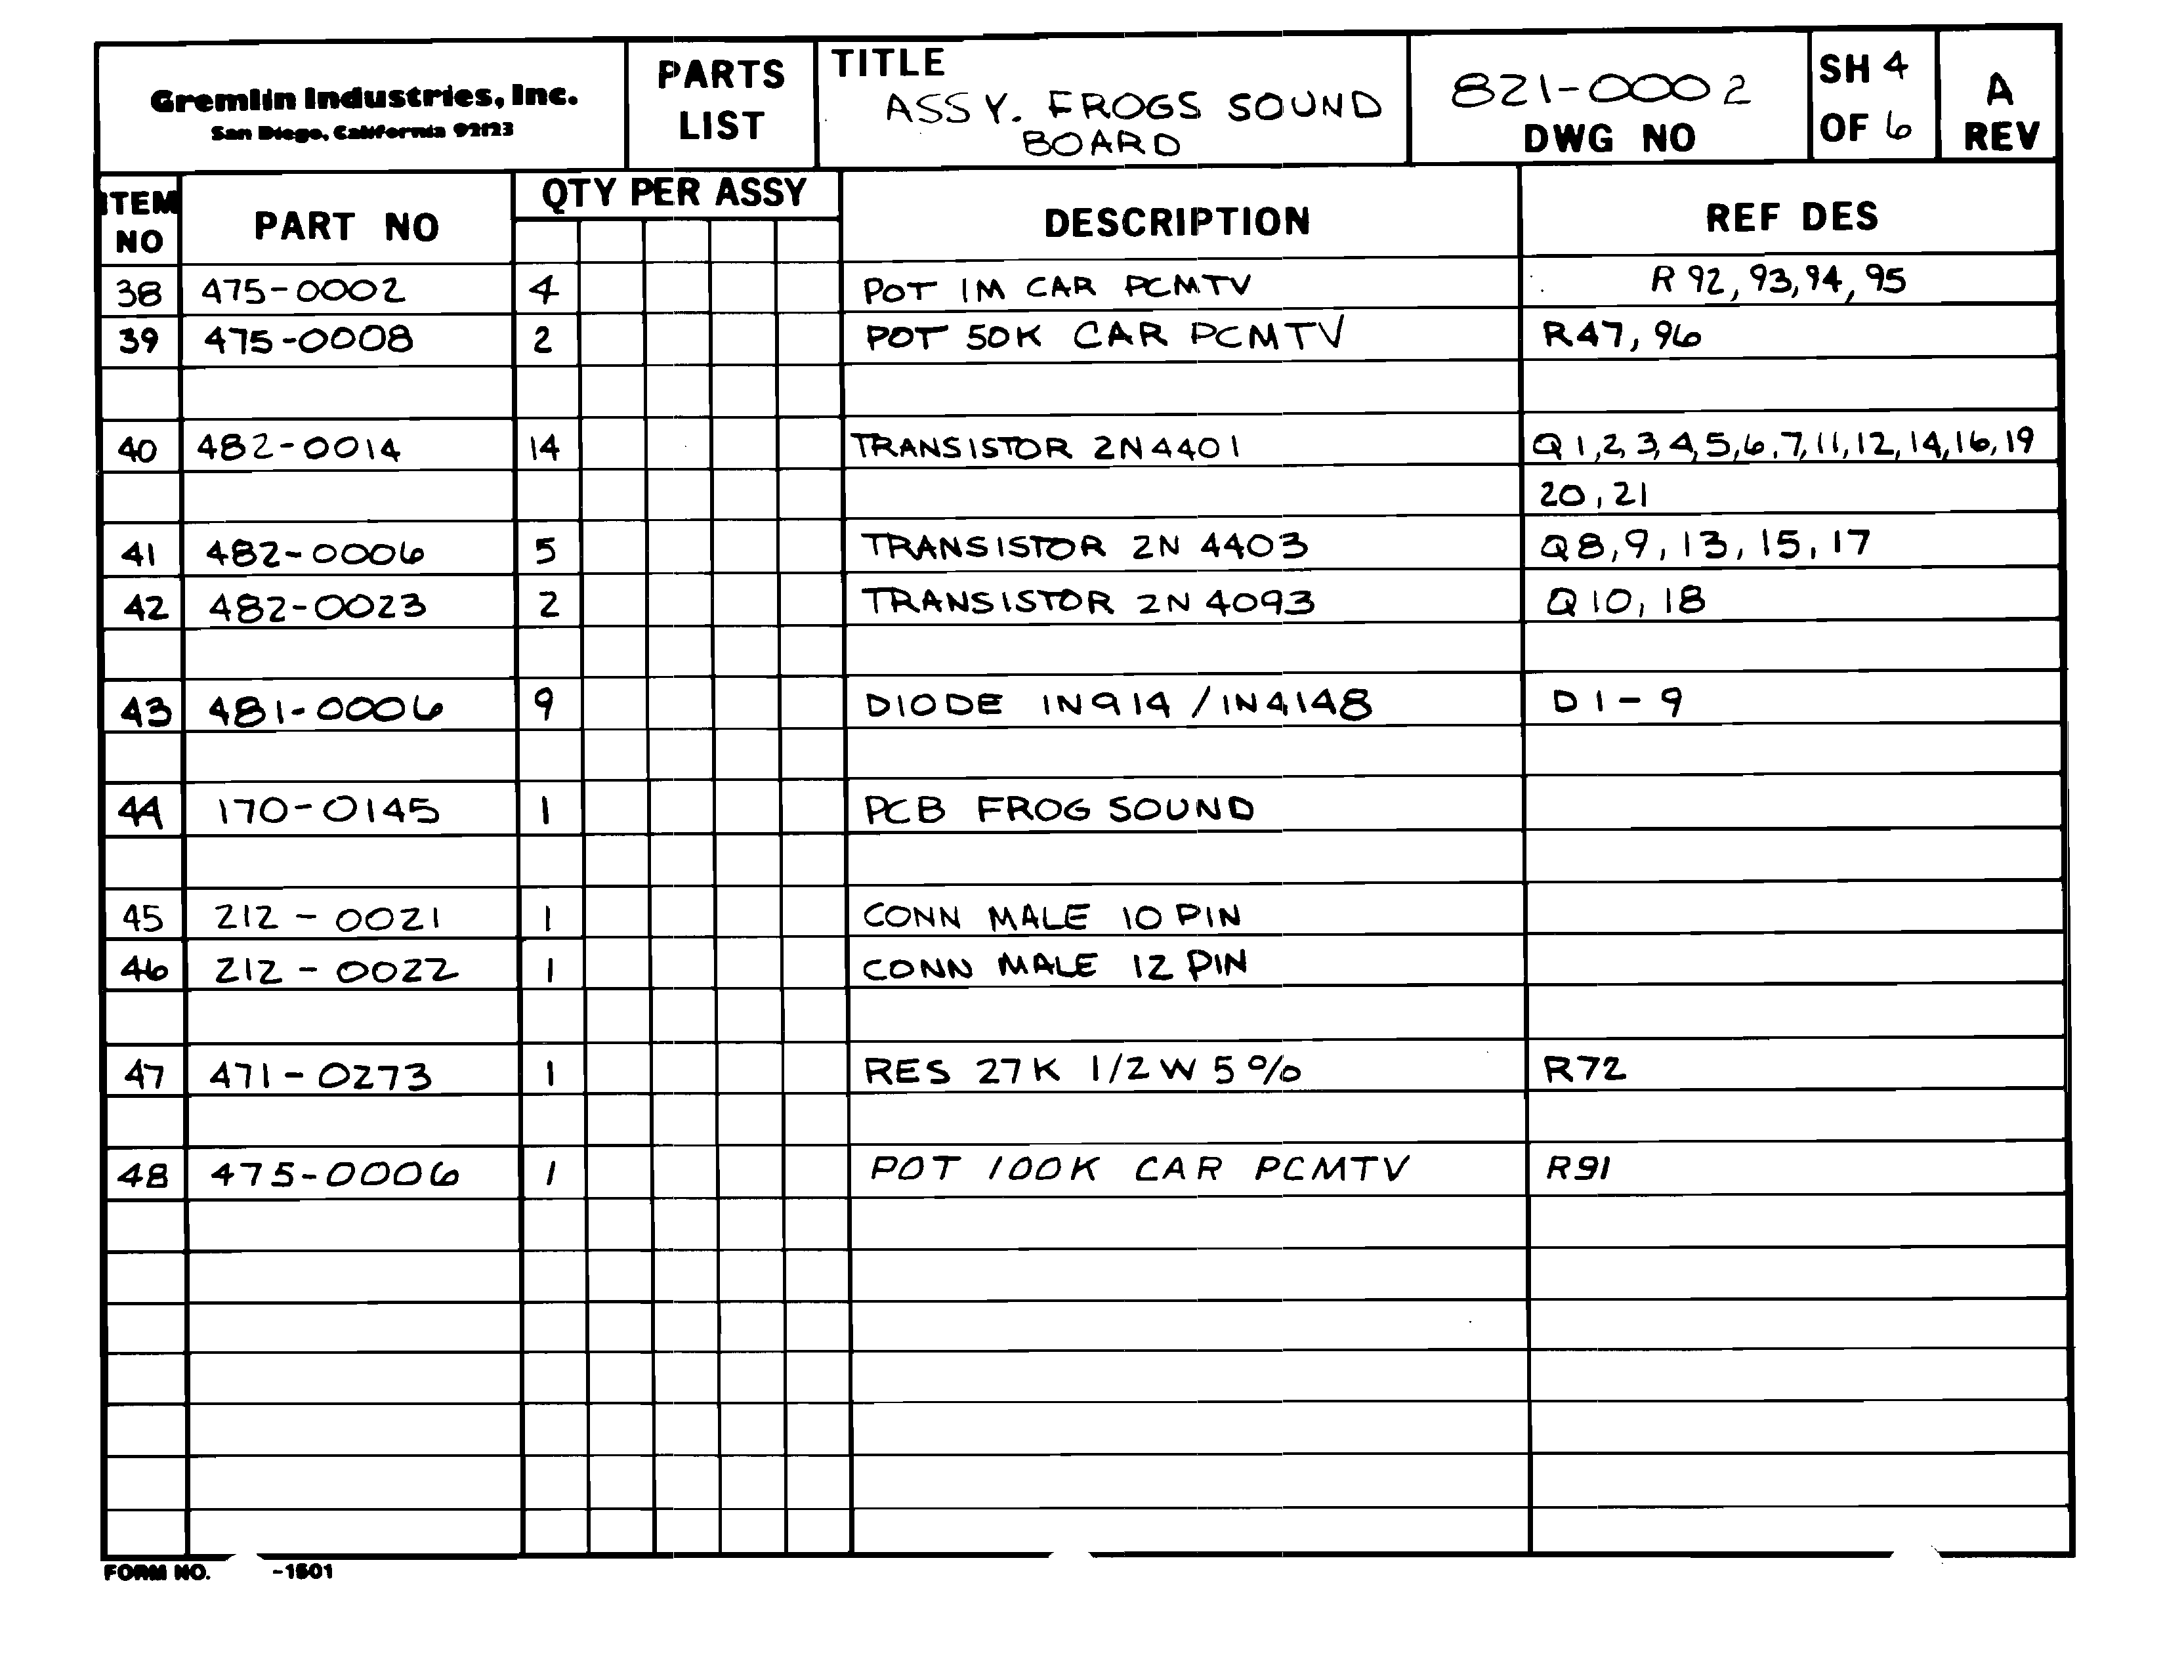 Gremlin Industries, Inc.
San Diego, California 92123
PARTS LIST
TITLE
ASSY. FROGS SOUND
BOARD
821-0002
DWG NO
SH 4
OF 6
A
REV
ITEM NO PART NO QTY PER ASSY DESCRIPTION REF DES
38 475-0002 4 POT 1M CAR PCMTV R 92, 93, 94, 95
39 475-0008 2 POT 50K CAR PCMTV R47, 96
40 482-0014 14 TRANSISTOR 2N4401 Q 1,2,3,4,5,6,7,11,12,14,16,19
20, 21
41 482-0006 5 TRANSISTOR 2N 4403 Q8, 9, 13, 15, 17
42 482-0023 2 TRANSISTOR 2N 4093 Q 10, 18
43 481-0006 9 DIODE 1N914 / 1N4148 D 1 - 9
44 170-0145 1 PCB FROG SOUND
45 212 - 0021 1 CONN MALE 10 PIN
46 212 - 0022 1 CONN MALE 12 PIN
47 471-0273 1 RES 27K 1/2 W 5% R72
48 475-0006 1 POT 100K CAR PCMTV R91
FORM NO. -1501